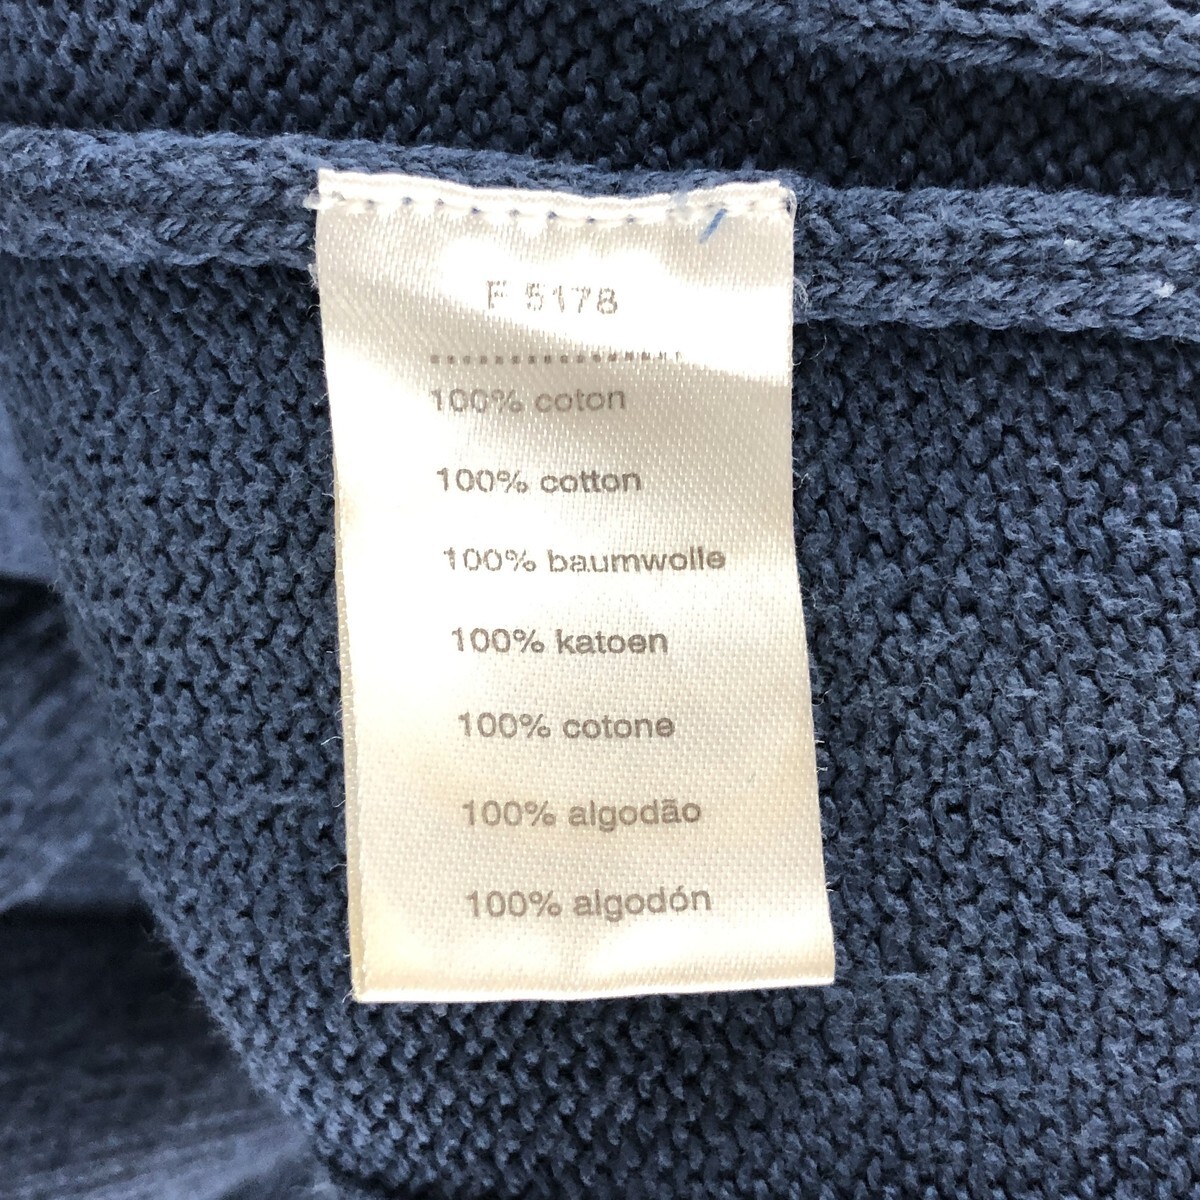 F 5178
100% coton
100% cotton
100% baumwolle
100% katoen
100% cotone
100% algodão
100% algodón